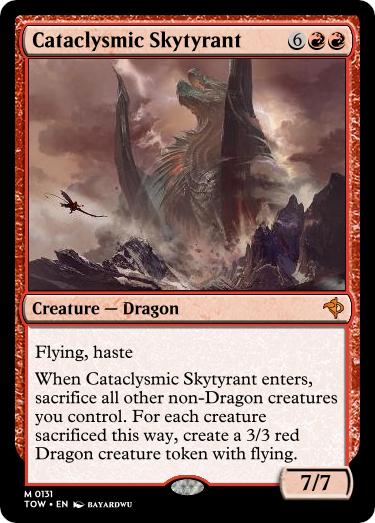 Cataclysmic Skytyrant 6
Creature — Dragon
Flying, haste
When Cataclysmic Skytyrant enters,
sacrifice all other non-Dragon creatures
you control. For each creature
sacrificed this way, create a 3/3 red
Dragon creature token with flying.
7/7
M 0131
TOW • EN BAYARDWU